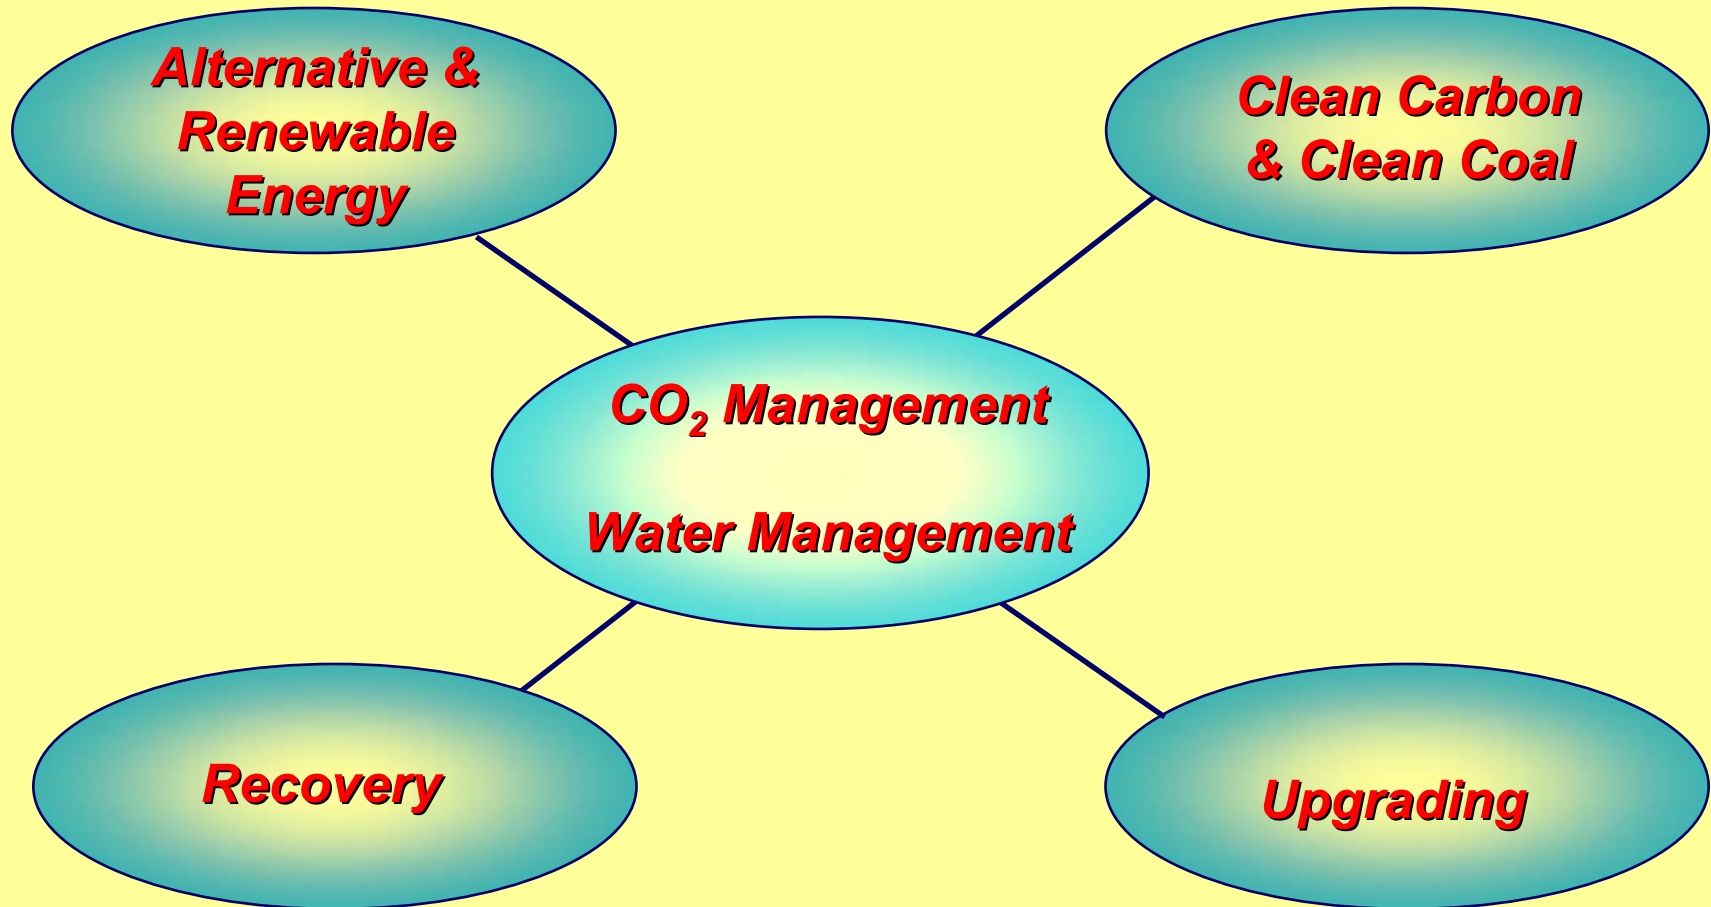 Alternative &
Renewable
Energy
Clean Carbon
& Clean Coal
CO₂ Management
Water Management
Recovery
Upgrading